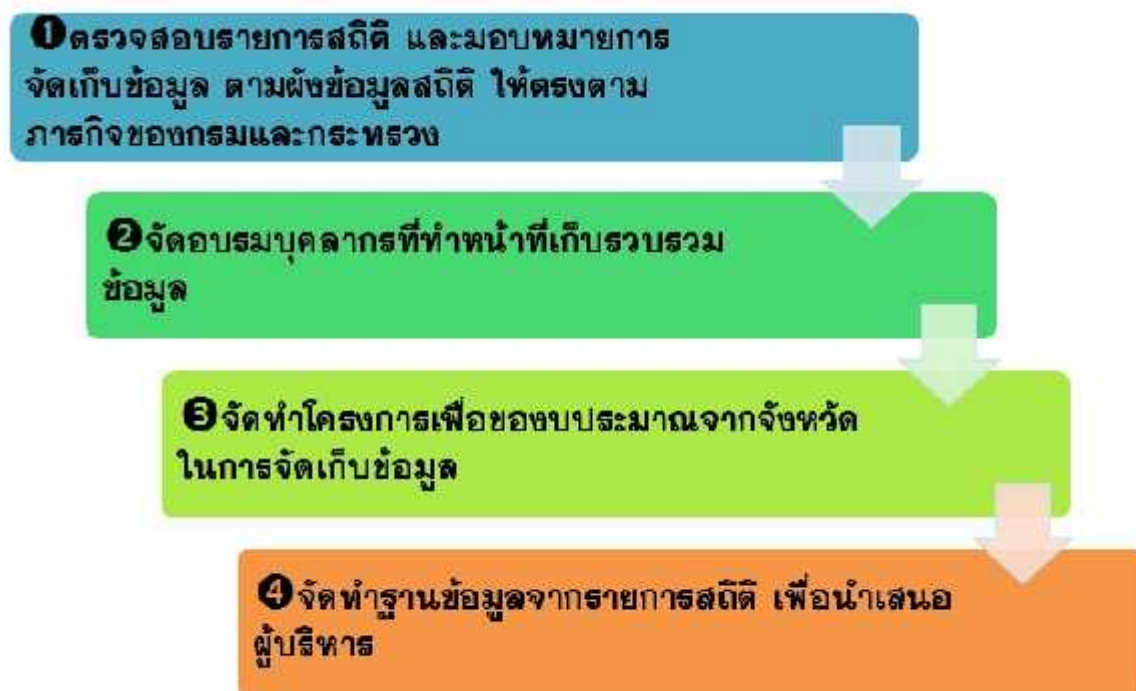 ❶ตรวจสอบรายการสถิติ และมอบหมายการ
จัดเก็บข้อมูล ตามผังข้อมูลสถิติ ให้ตรงตาม
ภารกิจของกรมและกระทรวง
❷จัดอบรมบุคลากรที่ทำหน้าที่เก็บรวบรวม
ข้อมูล
❸จัดทำโครงการเพื่อของบประมาณจากจังหวัด
ในการจัดเก็บข้อมูล
❹จัดทำฐานข้อมูลจากรายการสถิติ เพื่อนำเสนอ
ผู้บริหาร